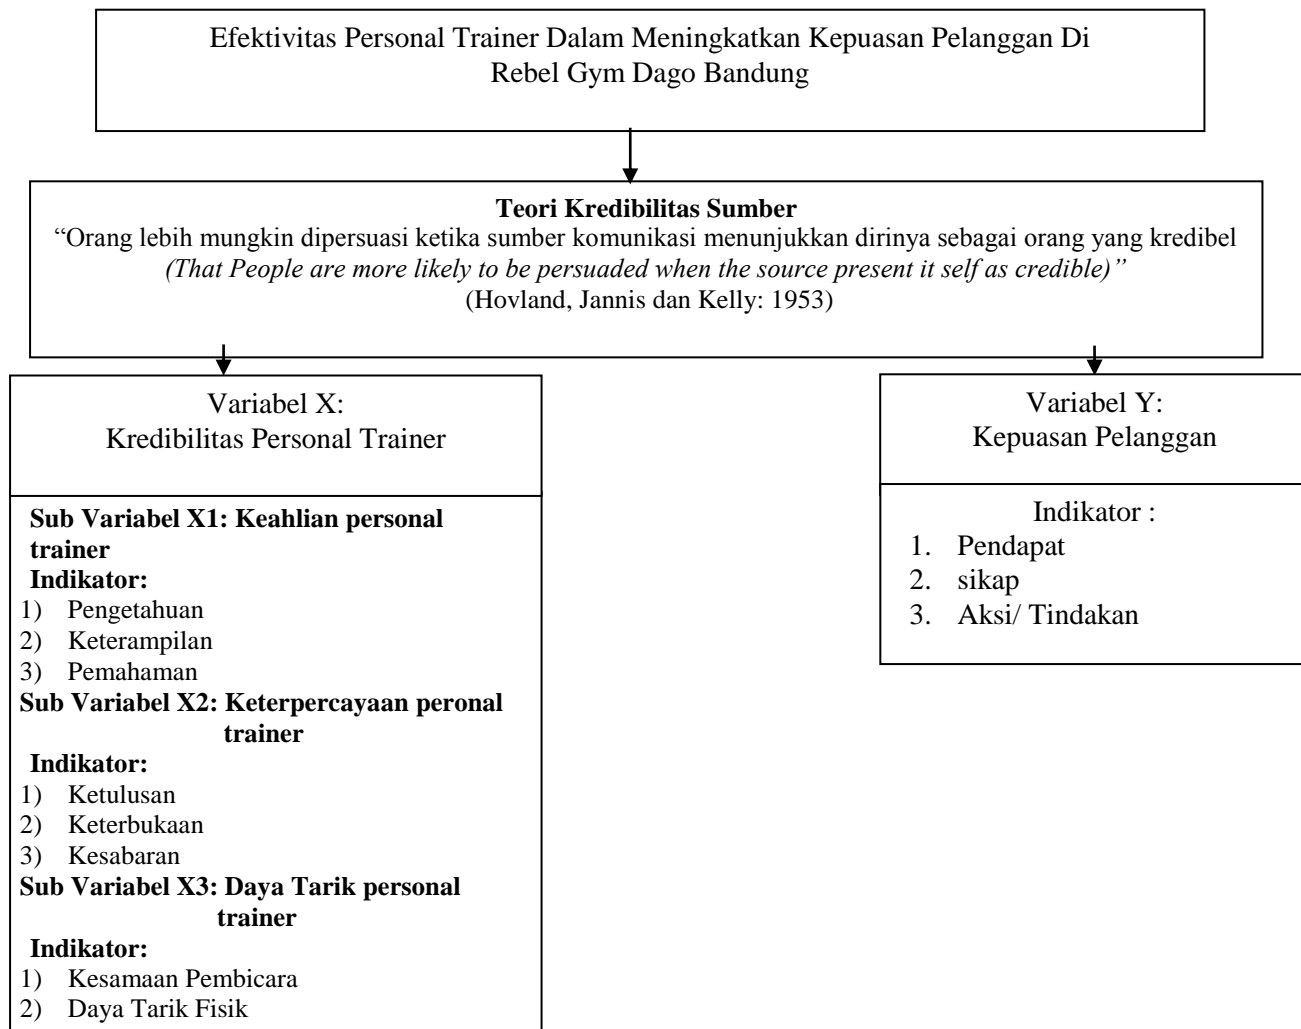 Efektivitas Personal Trainer Dalam Meningkatkan Kepuasan Pelanggan Di
Rebel Gym Dago Bandung
Teori Kredibilitas Sumber
“Orang lebih mungkin dipersuasi ketika sumber komunikasi menunjukkan dirinya sebagai orang yang kredibel
(That People are more likely to be persuaded when the source present it self as credible)”
(Hovland, Jannis dan Kelly: 1953)
Variabel X:
Kredibilitas Personal Trainer
Sub Variabel X1: Keahlian personal
trainer
Indikator:
1) Pengetahuan
2) Keterampilan
3) Pemahaman
Sub Variabel X2: Keterpercayaan peronal
trainer
Indikator:
1) Ketulusan
2) Keterbukaan
3) Kesabaran
Sub Variabel X3: Daya Tarik personal
trainer
Indikator:
1) Kesamaan Pembicara
2) Daya Tarik Fisik
Variabel Y:
Kepuasan Pelanggan
Indikator :
1. Pendapat
2. sikap
3. Aksi/ Tindakan